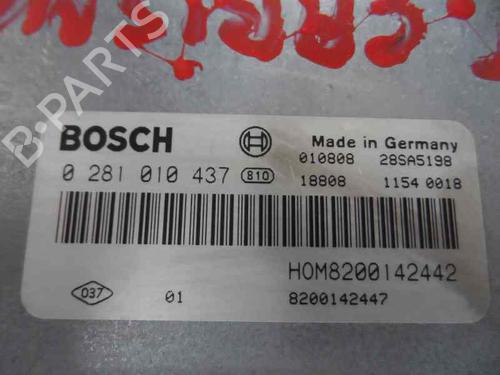 BOSCH
Made in Germany
010808 28SA5198
0 281 010 437 810
18808 1154 0018
HOM8200142442
037 01 8200142447
B-PARTS